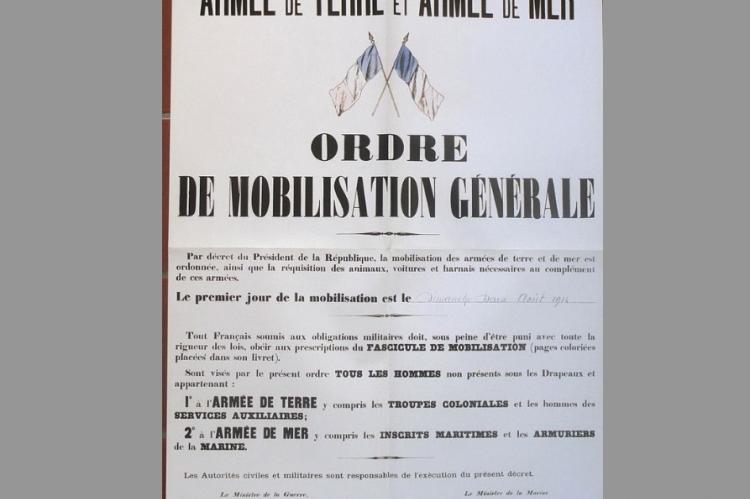 ARMÉE DE TERRE ET ARMÉE DE MER
ORDRE
DE MOBILISATION GÉNÉRALE
Par décret du Président de la République, la mobilisation des armées de terre et de mer est
ordonnée, ainsi que la réquisition des animaux, voitures et harnais nécessaires au complément
de ces armées.
Le premier jour de la mobilisation est le Dimanche Deux Août 1914
Tout Français soumis aux obligations militaires doit, sous peine d'être puni avec toute la
rigueur des lois, obéir aux prescriptions du FASCICULE DE MOBILISATION (pages coloriées
placées dans son livret).
Sont visés par le présent ordre TOUS LES HOMMES non présents sous les Drapeaux et
appartenant :
1° à l'ARMÉE DE TERRE y compris les TROUPES COLONIALES et les hommes des
SERVICES AUXILIAIRES;
2° à l'ARMÉE DE MER y compris les INSCRITS MARITIMES et les ARMURIERS
de la MARINE.
Les Autorités civiles et militaires sont responsables de l'exécution du présent décret.
Le Ministre de la Guerre, Le Ministre de la Marine